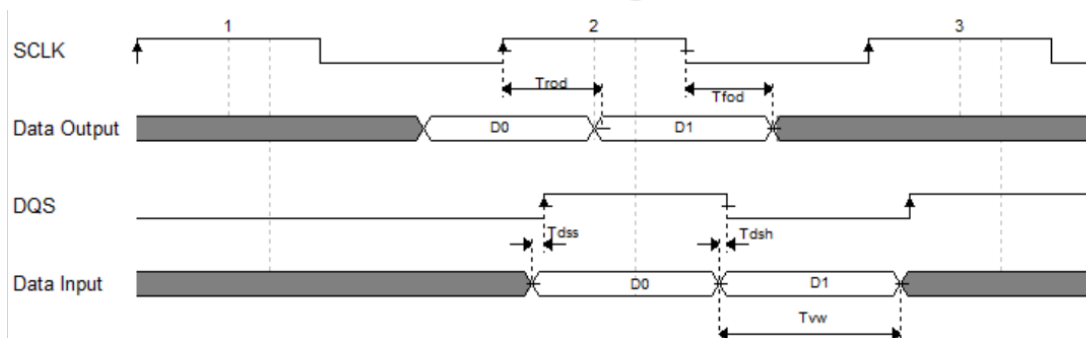 1 2 3
SCLK
Trod Tfod
Data Output D0 D1
DQS
Tdss Tdsh
Data Input D0 D1
Tvw